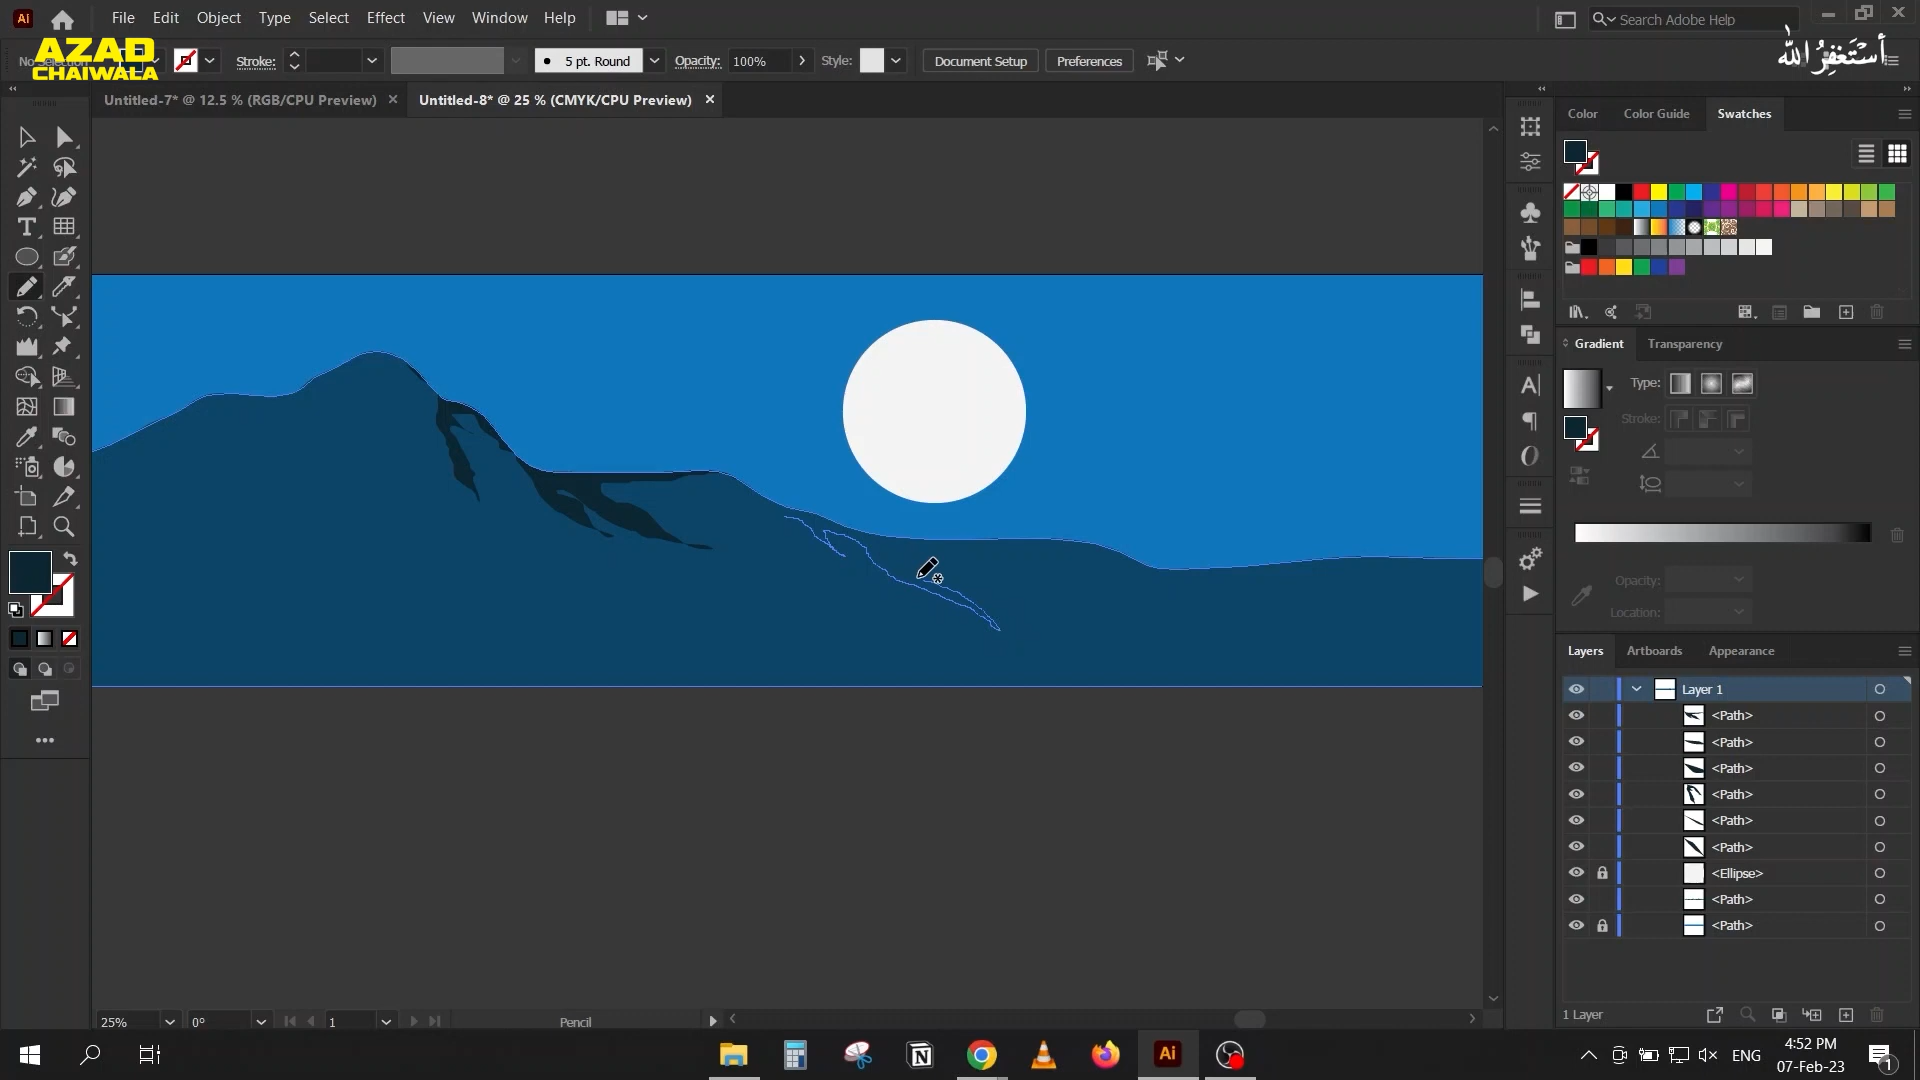 Ai File Edit Object Type Select Effect View Window Help Search Adobe Help
AZAD
CHAIWALA
أستغفر الله
Stroke: 5 pt. Round Opacity: 100% Style: Document Setup Preferences
Untitled-7* @ 12.5 % (RGB/CPU Preview) Untitled-8* @ 25 % (CMYK/CPU Preview)
Color Color Guide Swatches
Gradient Transparency
Type:
Stroke:
Opacity:
Location:
Layers Artboards Appearance
Layer 1
<Path>
<Path>
<Path>
<Path>
<Path>
<Path>
<Ellipse>
<Path>
<Path>
1 Layer
25% 0° 1 Pencil
Ai ENG 4:52 PM
07-Feb-23
1